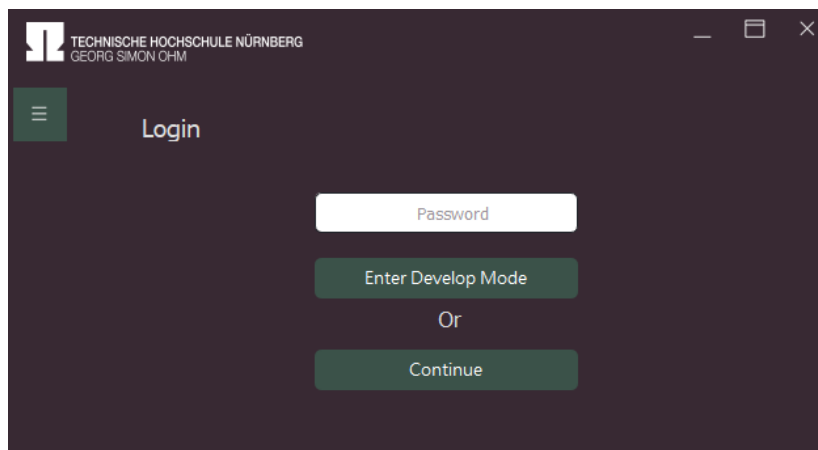 TECHNISCHE HOCHSCHULE NÜRNBERG
GEORG SIMON OHM
Login
Password
Enter Develop Mode
Or
Continue